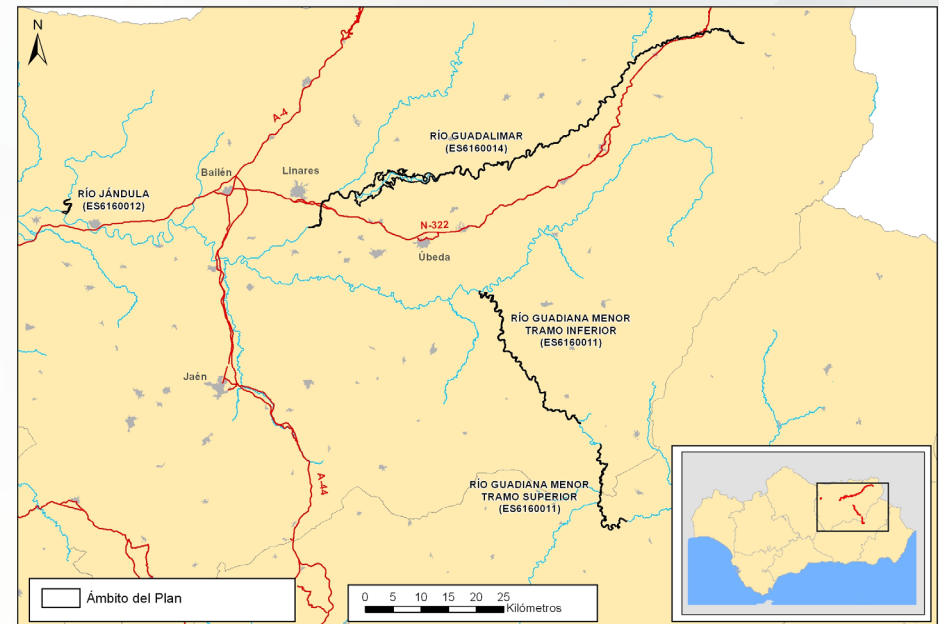 N
A-4
RÍO GUADALIMAR
(ES6160014)
Bailén
Linares
RÍO JÁNDULA
(ES6160012)
N-322
Úbeda
RÍO GUADIANA MENOR
TRAMO INFERIOR
(ES6160011)
Jaén
A-44
RÍO GUADIANA MENOR
TRAMO SUPERIOR
(ES6160011)
Ámbito del Plan
0 5 10 15 20 25
Kilómetros